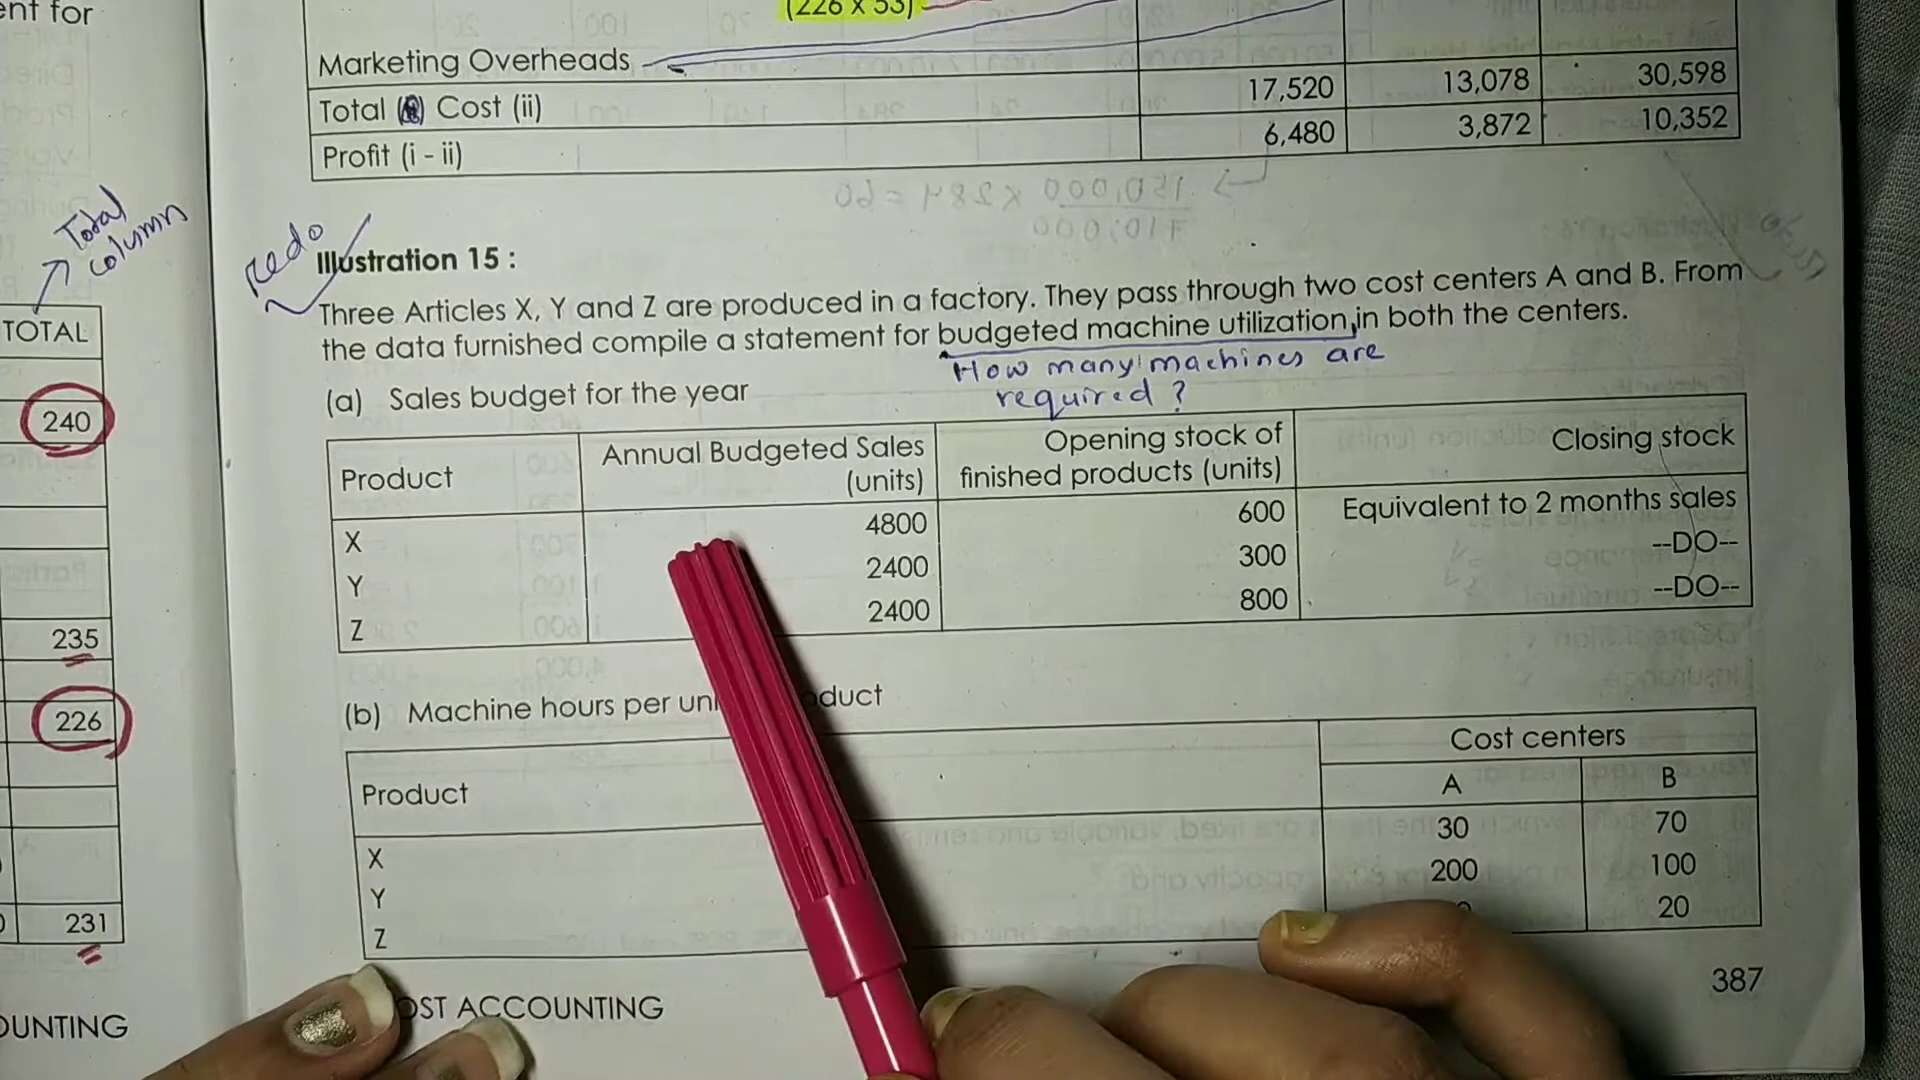 ent for
(226 x 53)
Marketing Overheads
Total Cost (ii) 17,520 13,078 30,598
Profit (i - ii) 6,480 3,872 10,352
Total
column
TOTAL
240
235
226
231
OUNTING
Redo
Illustration 15 :
Three Articles X, Y and Z are produced in a factory. They pass through two cost centers A and B. From
the data furnished compile a statement for budgeted machine utilization in both the centers.
How many machines are
required ?
(a) Sales budget for the year
Product Annual Budgeted Sales (units) Opening stock of finished products (units) Closing stock
X 4800 600 Equivalent to 2 months sales
Y 2400 300 --DO--
Z 2400 800 --DO--
(b) Machine hours per uni oduct
Product Cost centers
A B
X 30 70
Y 200 100
Z 20
OST ACCOUNTING
387